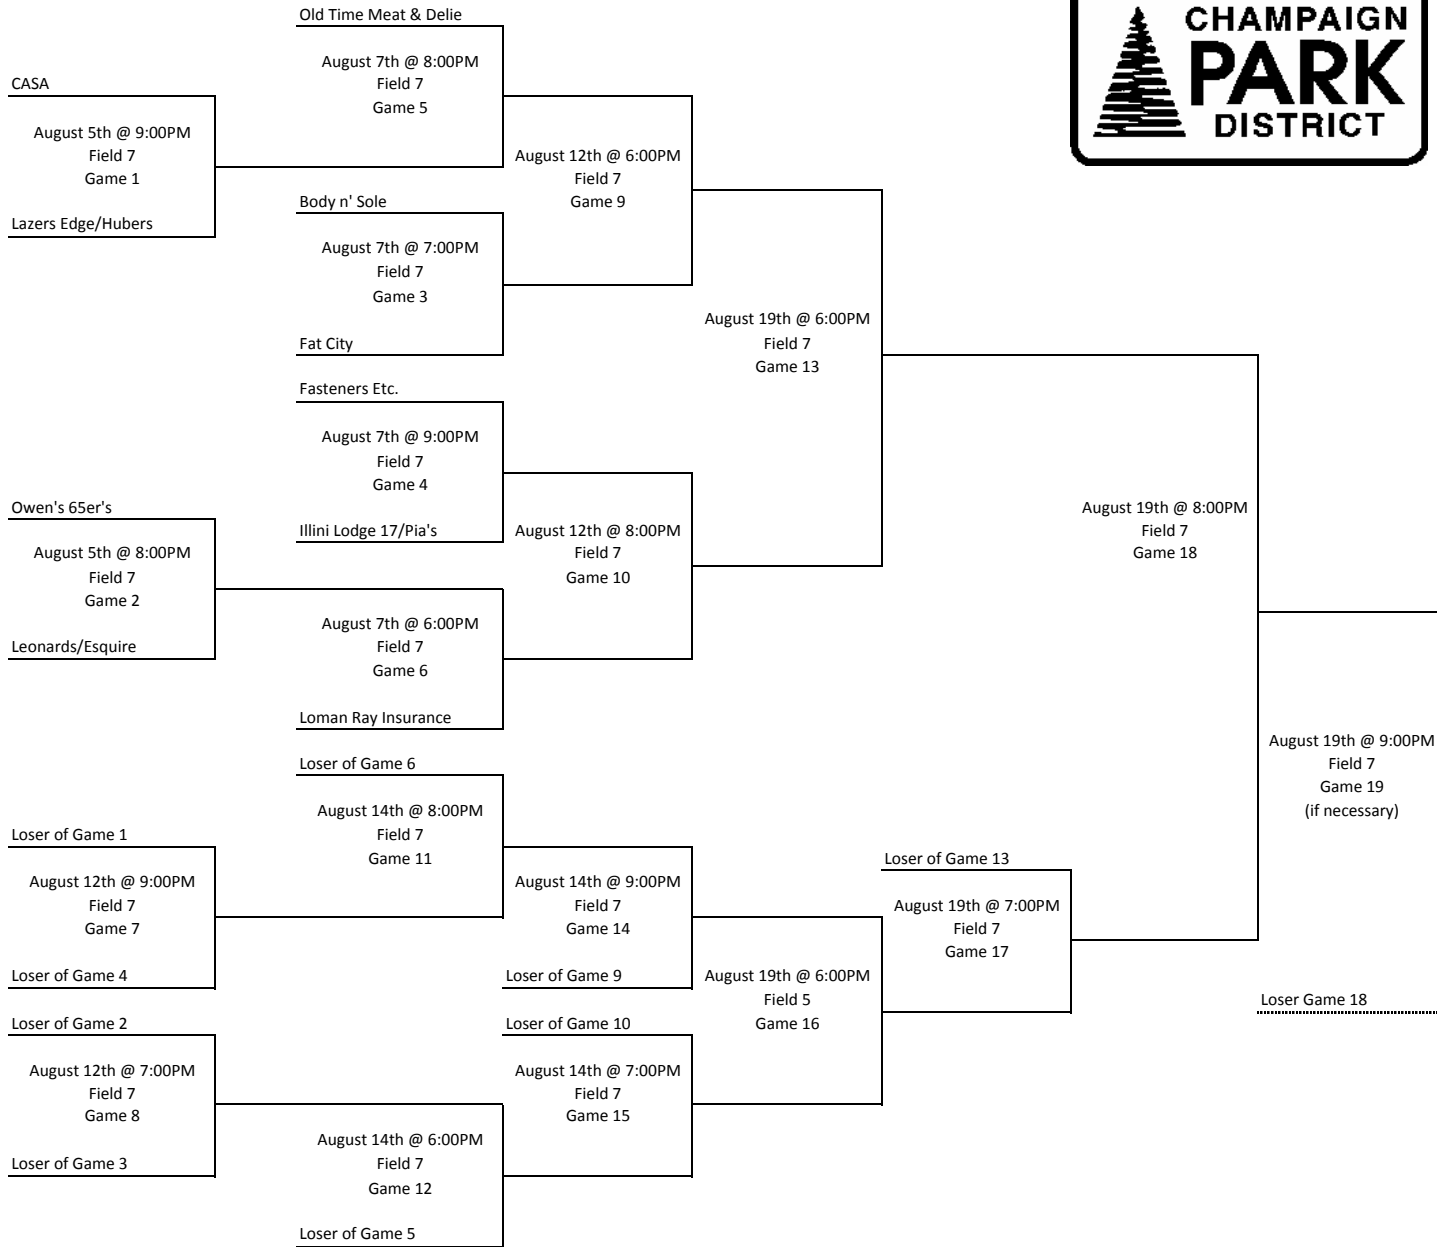 CHAMPAIGN
PARK
DISTRICT
Old Time Meat & Delie
August 7th @ 8:00PM
Field 7
Game 5
CASA
August 5th @ 9:00PM
Field 7
Game 1
Lazers Edge/Hubers
August 12th @ 6:00PM
Field 7
Game 9
Body n' Sole
August 7th @ 7:00PM
Field 7
Game 3
Fat City
August 19th @ 6:00PM
Field 7
Game 13
Fasteners Etc.
August 7th @ 9:00PM
Field 7
Game 4
Illini Lodge 17/Pia's
Owen's 65er's
August 5th @ 8:00PM
Field 7
Game 2
Leonards/Esquire
August 12th @ 8:00PM
Field 7
Game 10
August 19th @ 8:00PM
Field 7
Game 18
August 7th @ 6:00PM
Field 7
Game 6
Loman Ray Insurance
August 19th @ 9:00PM
Field 7
Game 19
(if necessary)
Loser of Game 6
August 14th @ 8:00PM
Field 7
Game 11
Loser of Game 1
August 12th @ 9:00PM
Field 7
Game 7
Loser of Game 4
August 14th @ 9:00PM
Field 7
Game 14
Loser of Game 9
Loser of Game 13
August 19th @ 7:00PM
Field 7
Game 17
August 19th @ 6:00PM
Field 5
Game 16
Loser Game 18
Loser of Game 2
August 12th @ 7:00PM
Field 7
Game 8
Loser of Game 3
Loser of Game 10
August 14th @ 7:00PM
Field 7
Game 15
August 14th @ 6:00PM
Field 7
Game 12
Loser of Game 5